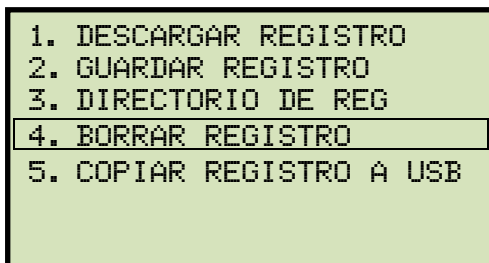 1. DESCARGAR REGISTRO
2. GUARDAR REGISTRO
3. DIRECTORIO DE REG
4. BORRAR REGISTRO
5. COPIAR REGISTRO A USB